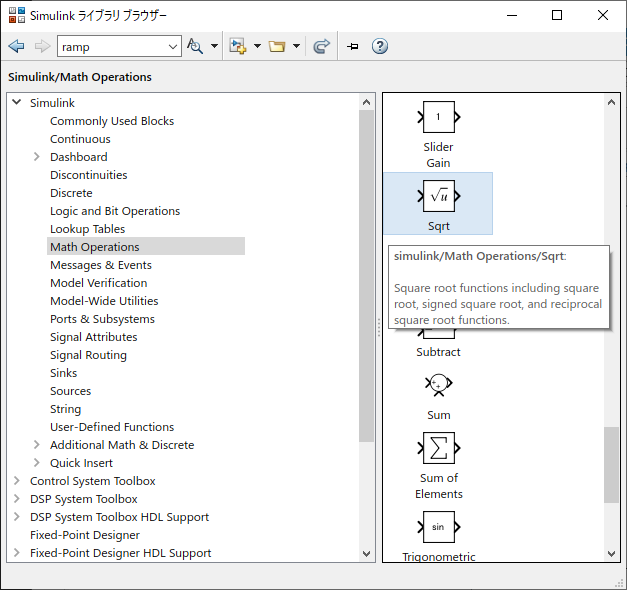 Simulink ライブラリ ブラウザー
ramp
Simulink/Math Operations
Simulink
Commonly Used Blocks
Continuous
Dashboard
Discontinuities
Discrete
Logic and Bit Operations
Lookup Tables
Math Operations
Messages & Events
Model Verification
Model-Wide Utilities
Ports & Subsystems
Signal Attributes
Signal Routing
Sinks
Sources
String
User-Defined Functions
Additional Math & Discrete
Quick Insert
Control System Toolbox
DSP System Toolbox
DSP System Toolbox HDL Support
Fixed-Point Designer
Fixed-Point Designer HDL Support
1
Slider
Gain
√u
Sqrt
simulink/Math Operations/Sqrt:
Square root functions including square
root, signed square root, and reciprocal
square root functions.
Subtract
Sum
Σ
Sum of
Elements
sin
Trigonometric